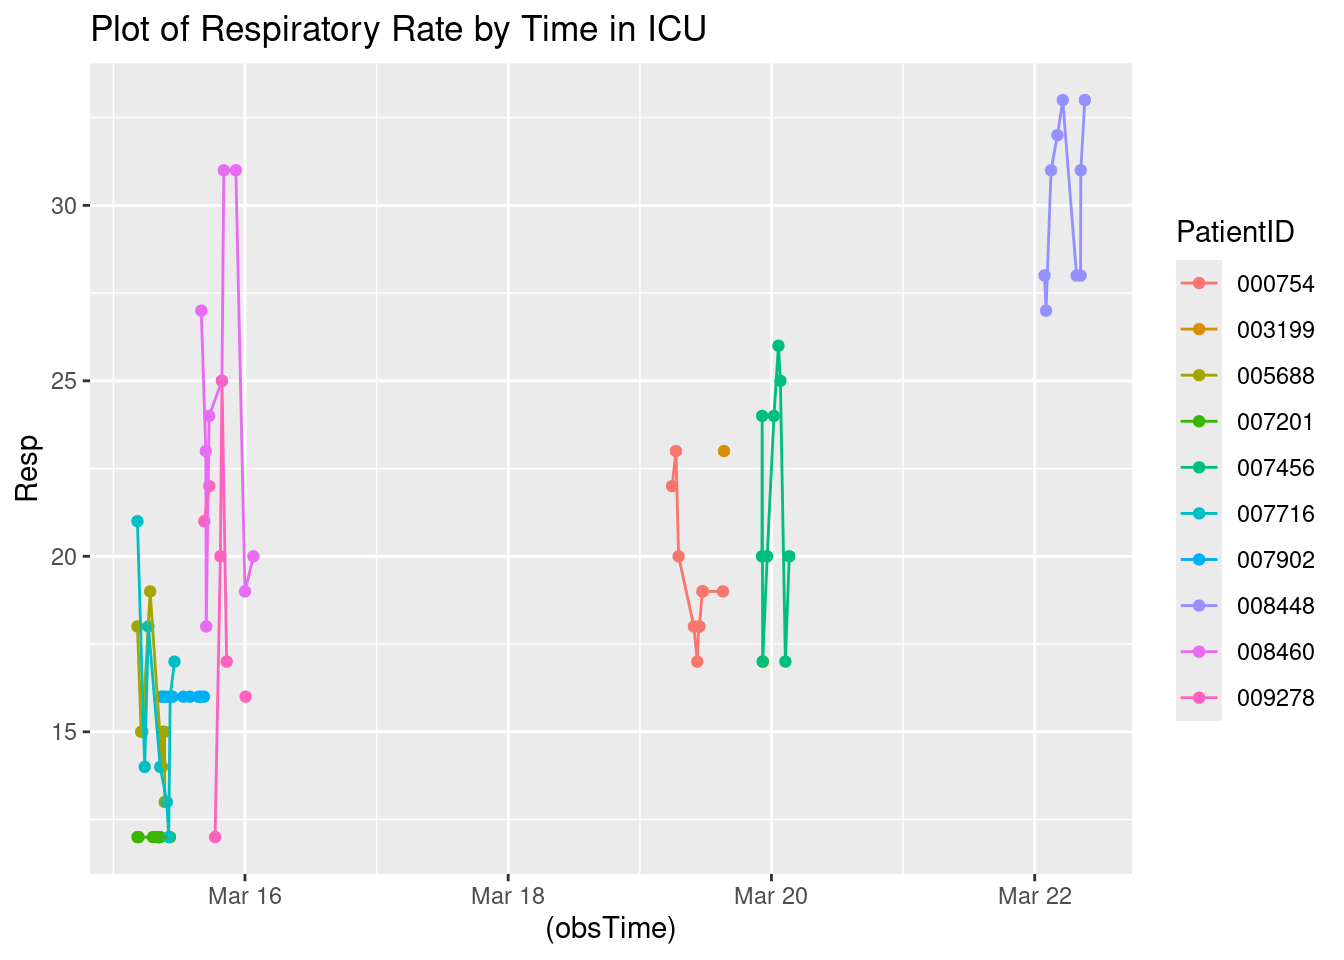 Plot of Respiratory Rate by Time in ICU
Resp
30
25
20
15
Mar 16
Mar 18
Mar 20
Mar 22
(obsTime)
PatientID
000754
003199
005688
007201
007456
007716
007902
008448
008460
009278